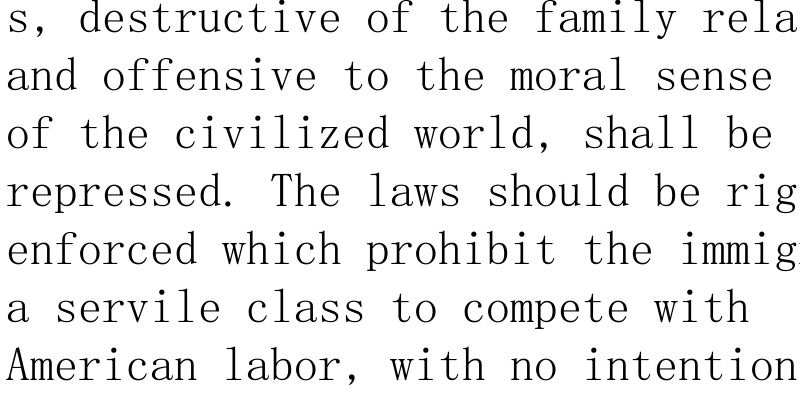 s, destructive of the family rela
and offensive to the moral sense
of the civilized world, shall be
repressed. The laws should be rig
enforced which prohibit the immig
a servile class to compete with
American labor, with no intention